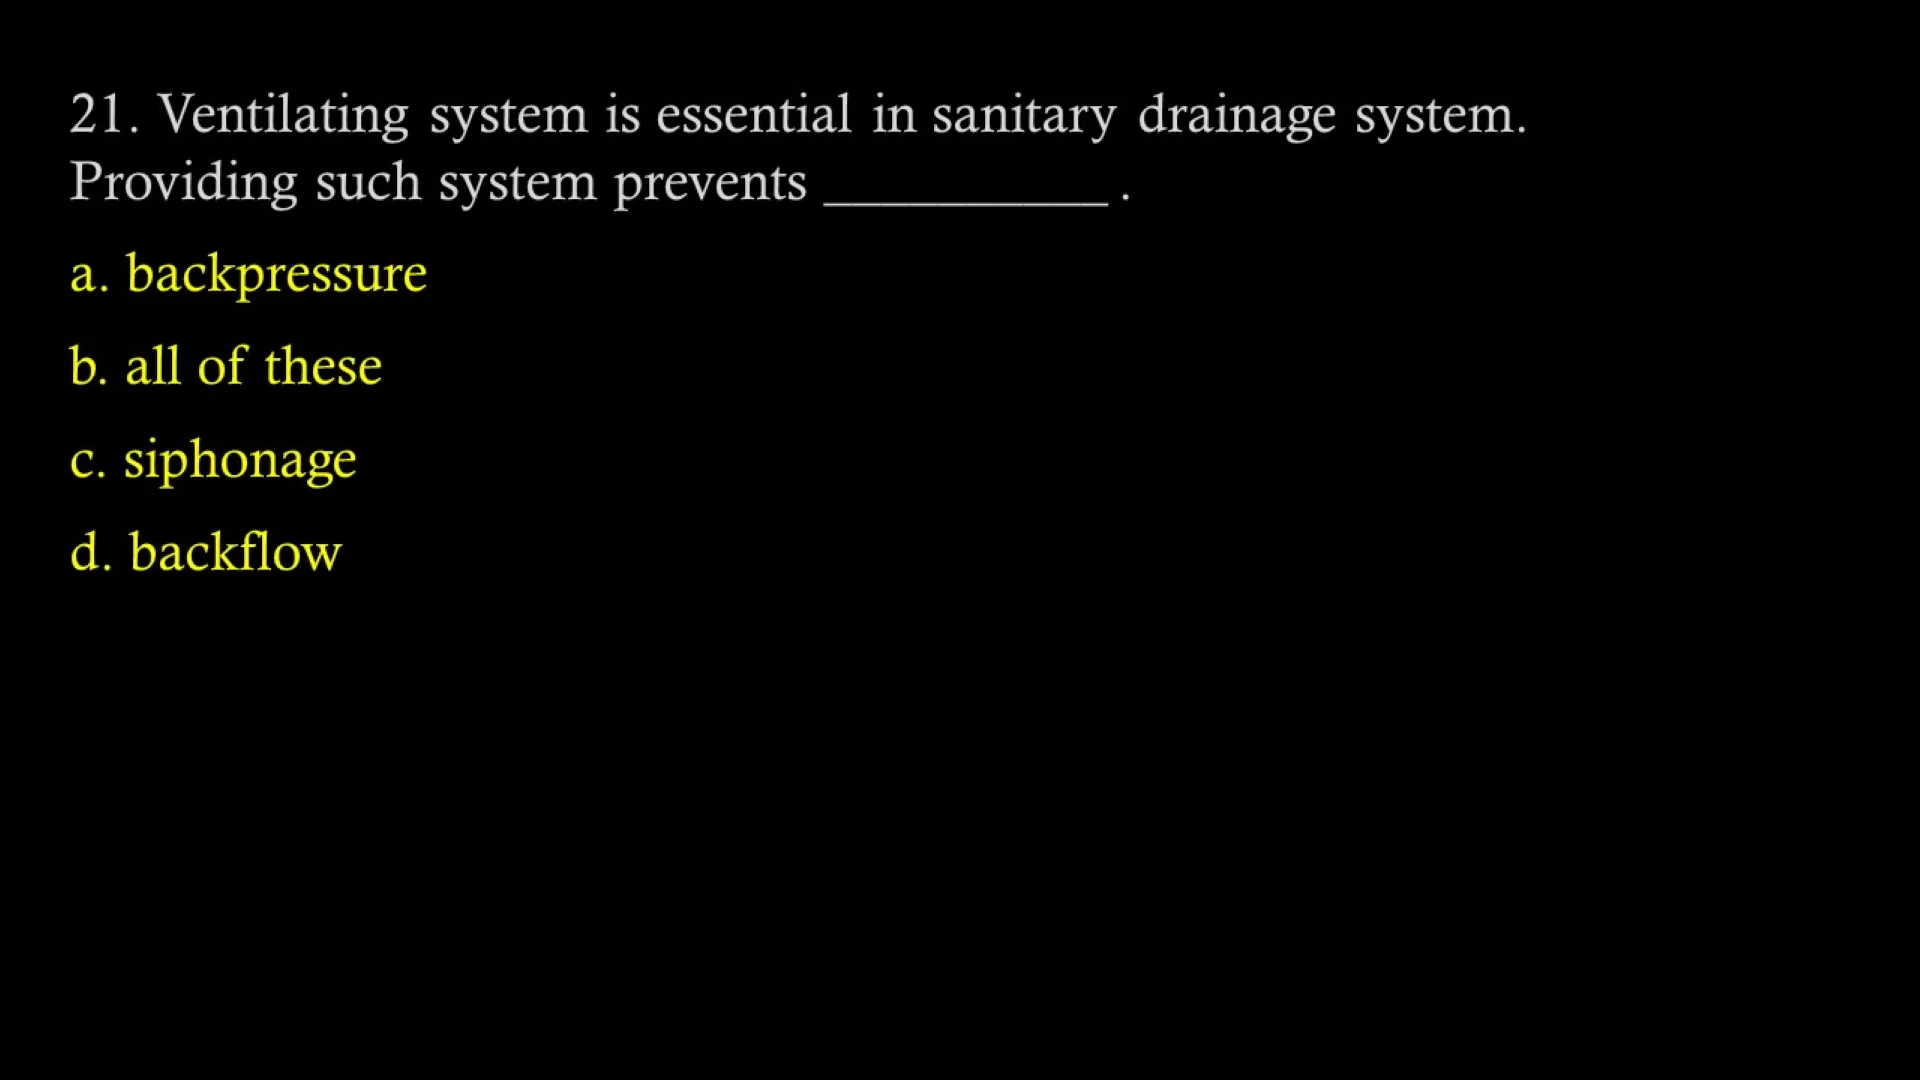 21. Ventilating system is essential in sanitary drainage system.
Providing such system prevents __________ .
a. backpressure
b. all of these
c. siphonage
d. backflow